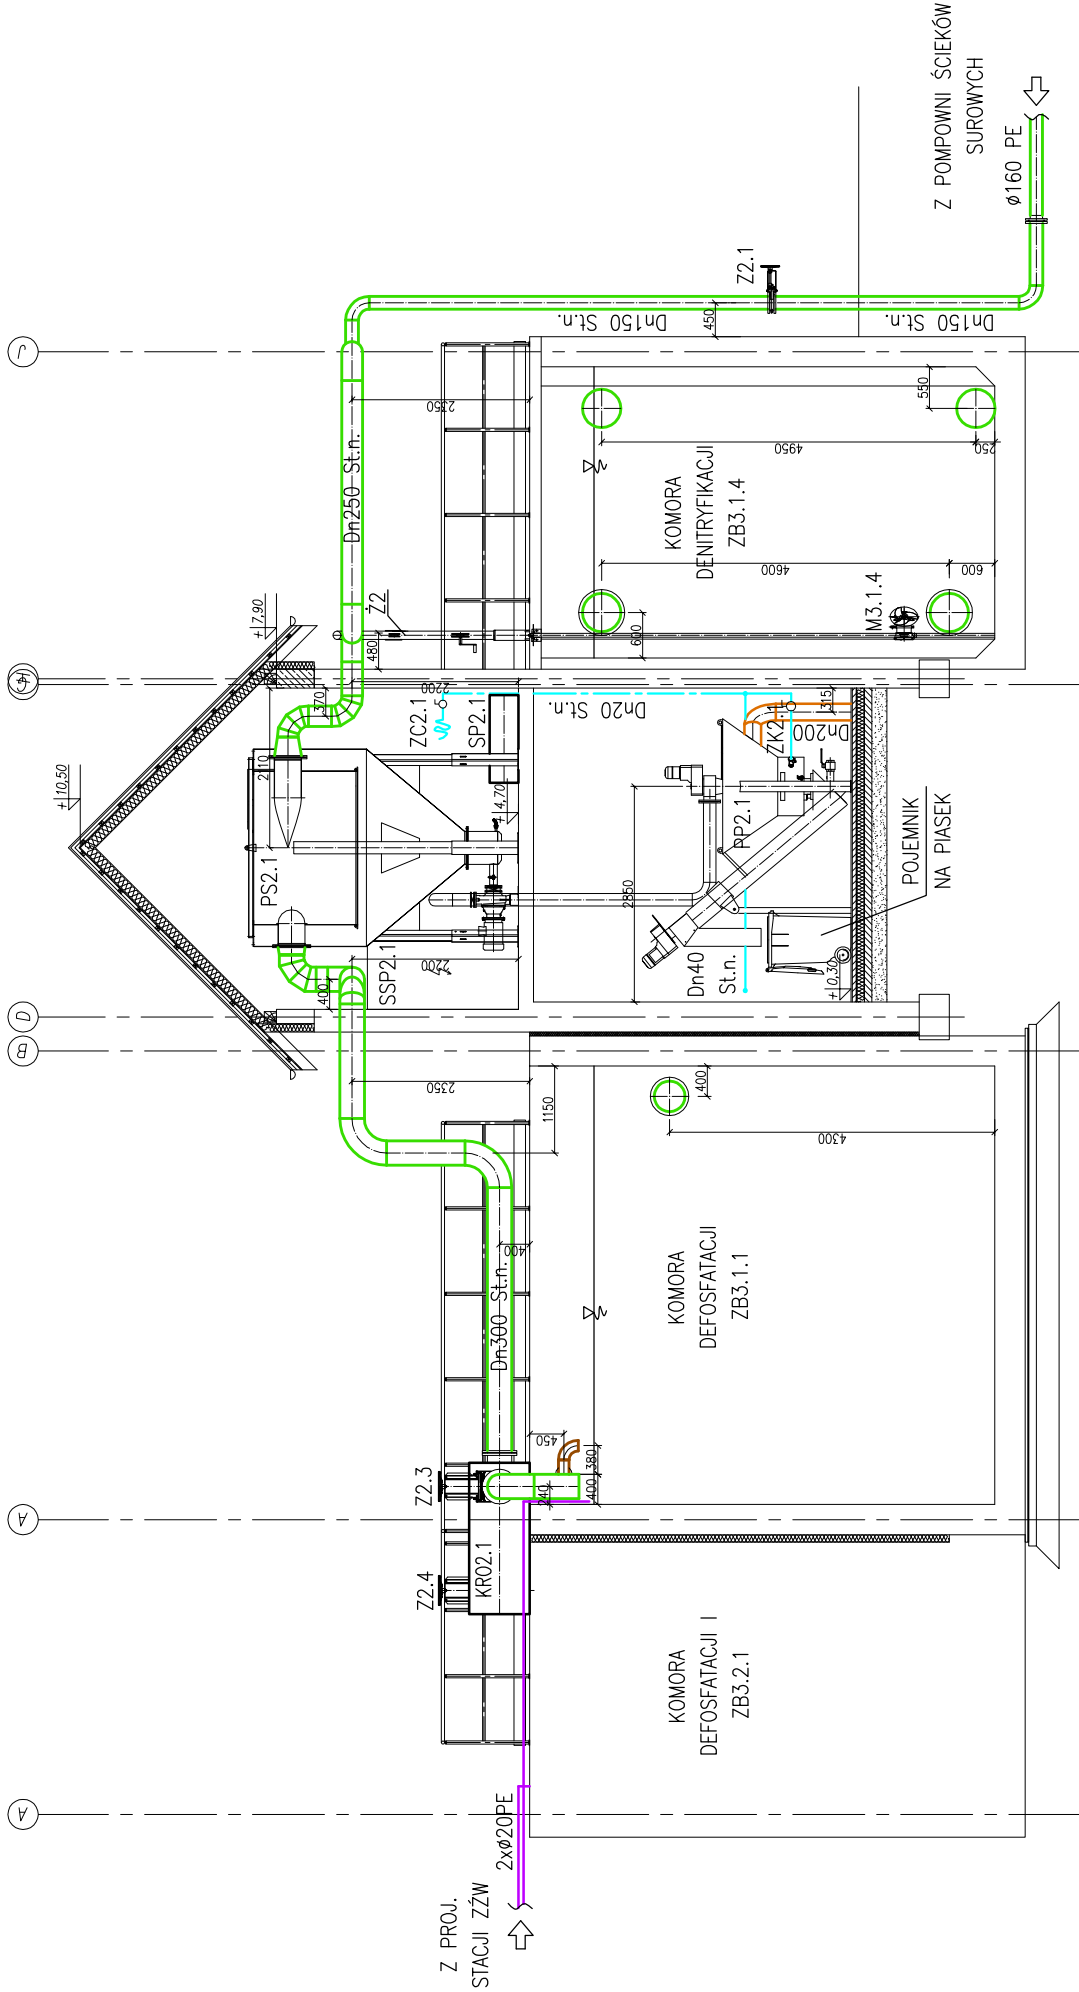 Z POMPOWNI ŚCIEKÓW
SUROWYCH
ø160 PE
Z2.1
Dn150 St.n.
Dn150 St.n.
450
J
2350
Dn250 St.n.
550
4950
250
KOMORA
DENITRYFIKACJI
ZB3.1.4
4600
600
M3.1.4
600
Ż2
480
+7,90
370
2110
+10,50
2200
ZC2.1
SP2.1
+4,70
Dn20 St.n.
315
ZK2.1
Dn200
PS2.1
PP2.1
2850
POJEMNIK
NA PIASEK
SSP2.1
2200
Dn40
St.n.
+0,30
400
D
B
2350
1150
400
4300
400
Dn300 St.n.
KOMORA
DEFOSFATACJI
ZB3.1.1
450
380
400
240
Z2.3
A
KR02.1
Z2.4
KOMORA
DEFOSFATACJI I
ZB3.2.1
A
2xø20PE
Z PROJ.
STACJI ZŹW